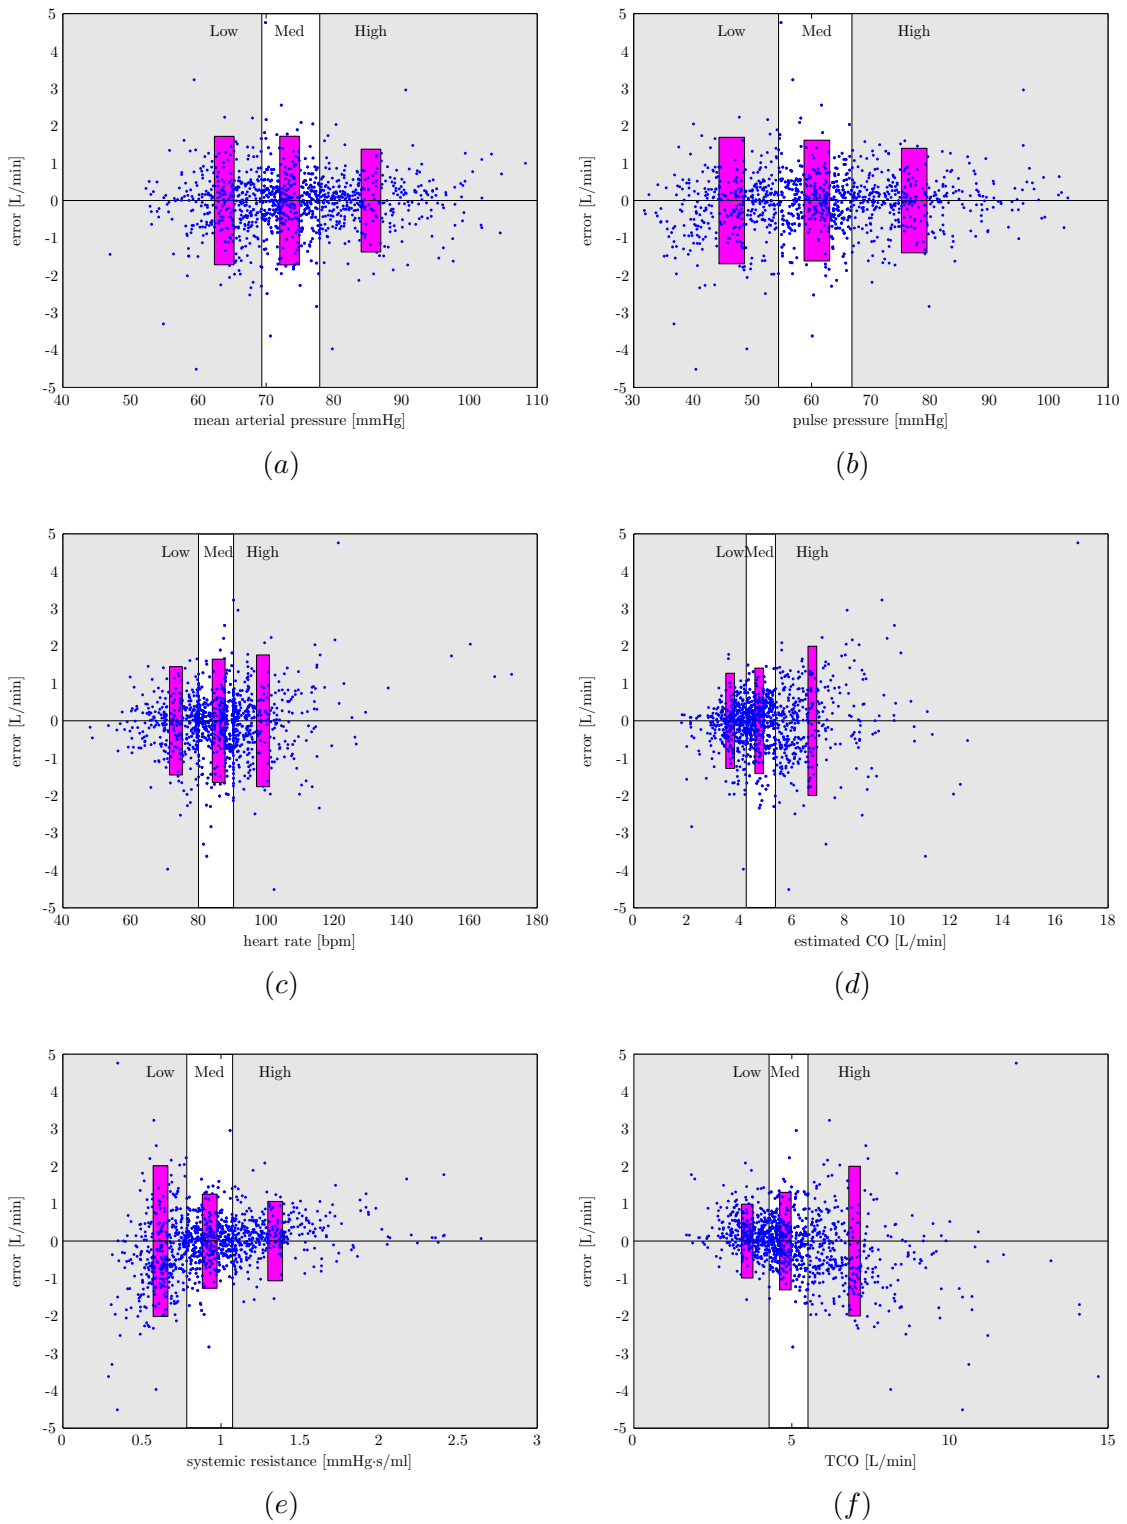 5
4
3
2
1
0
-1
-2
-3
-4
-5
error [L/min]
Low Med High
40 50 60 70 80 90 100 110
mean arterial pressure [mmHg]
(a)
5
4
3
2
1
0
-1
-2
-3
-4
-5
error [L/min]
Low Med High
30 40 50 60 70 80 90 100 110
pulse pressure [mmHg]
(b)
5
4
3
2
1
0
-1
-2
-3
-4
-5
error [L/min]
Low Med High
40 60 80 100 120 140 160 180
heart rate [bpm]
(c)
5
4
3
2
1
0
-1
-2
-3
-4
-5
error [L/min]
Low Med High
0 2 4 6 8 10 12 14 16 18
estimated CO [L/min]
(d)
5
4
3
2
1
0
-1
-2
-3
-4
-5
error [L/min]
Low Med High
0 0.5 1 1.5 2 2.5 3
systemic resistance [mmHg·s/ml]
(e)
5
4
3
2
1
0
-1
-2
-3
-4
-5
error [L/min]
Low Med High
0 5 10 15
TCO [L/min]
(f)